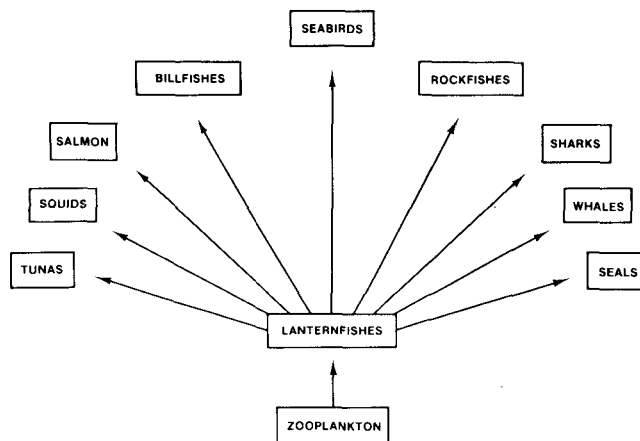 SEABIRDS
BILLFISHES
ROCKFISHES
SALMON
SHARKS
SQUIDS
WHALES
TUNAS
SEALS
LANTERNFISHES
ZOOPLANKTON